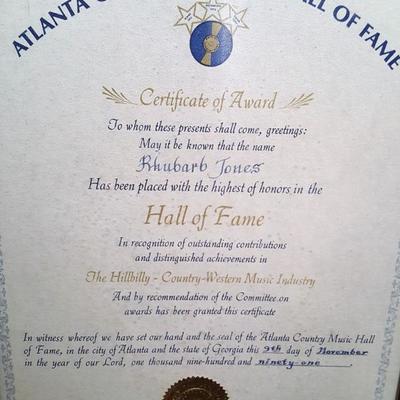 ATLANTA C LL OF FAME
Certificate of Award
To whom these presents shall come, greetings:
May it be known that the name
Rhubarb Jones
Has been placed with the highest of honors in the
Hall of Fame
In recognition of outstanding contributions
and distinguished achievements in
The Hillbilly - Country-Western Music Industry
And by recommendation of the Committee on
awards has been granted this certificate
In witness whereof we have set our hand and the seal of the Atlanta Country Music Hall
of Fame, in the city of Atlanta and the state of Georgia this 9th day of November
in the year of our Lord, one thousand nine-hundred and ninety-one